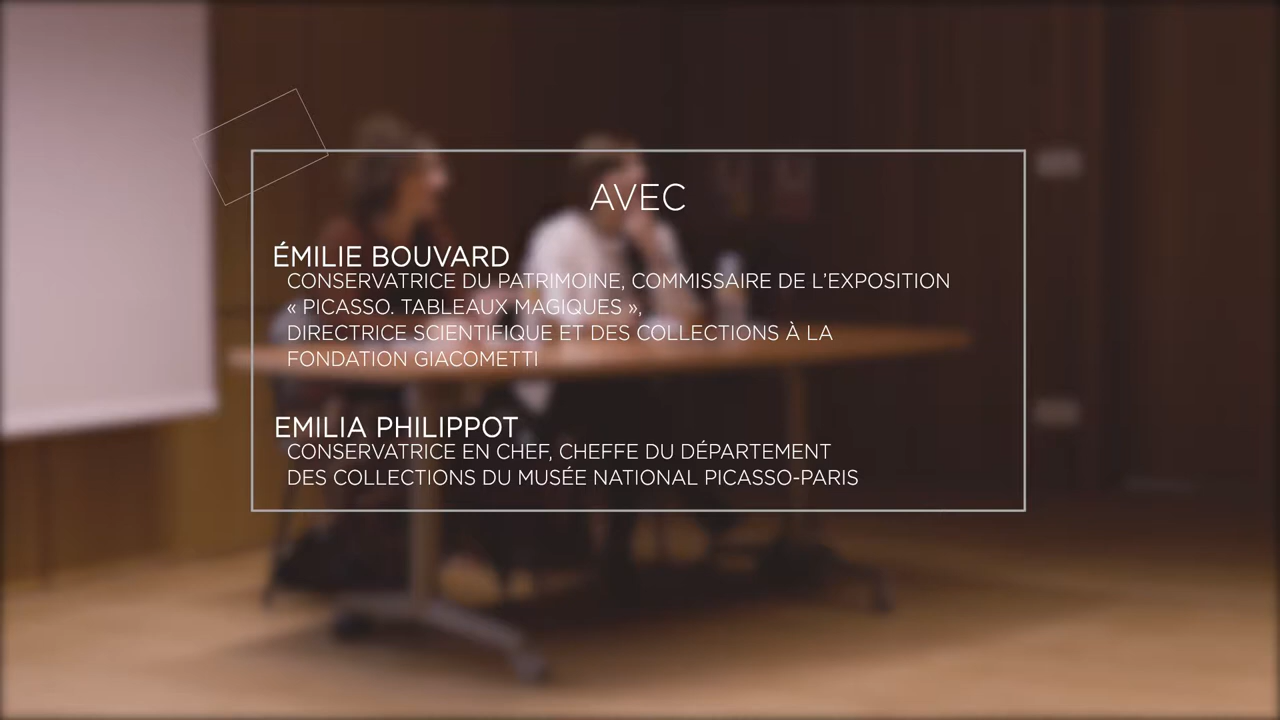 AVEC
ÉMILIE BOUVARD
CONSERVATRICE DU PATRIMOINE, COMMISSAIRE DE L’EXPOSITION
« PICASSO. TABLEAUX MAGIQUES »,
DIRECTRICE SCIENTIFIQUE ET DES COLLECTIONS À LA
FONDATION GIACOMETTI
EMILIA PHILIPPOT
CONSERVATRICE EN CHEF, CHEFFE DU DÉPARTEMENT
DES COLLECTIONS DU MUSÉE NATIONAL PICASSO-PARIS